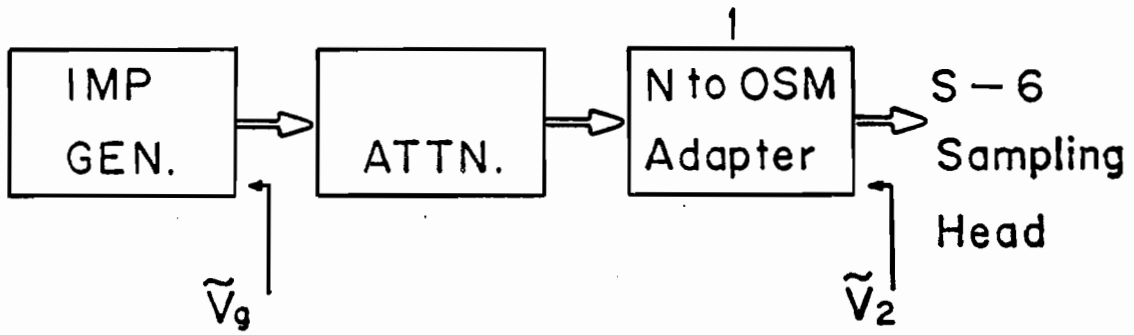 1
IMP
GEN.
ATTN.
N to OSM
Adapter
S-6
Sampling
Head
Ṽg
Ṽ2